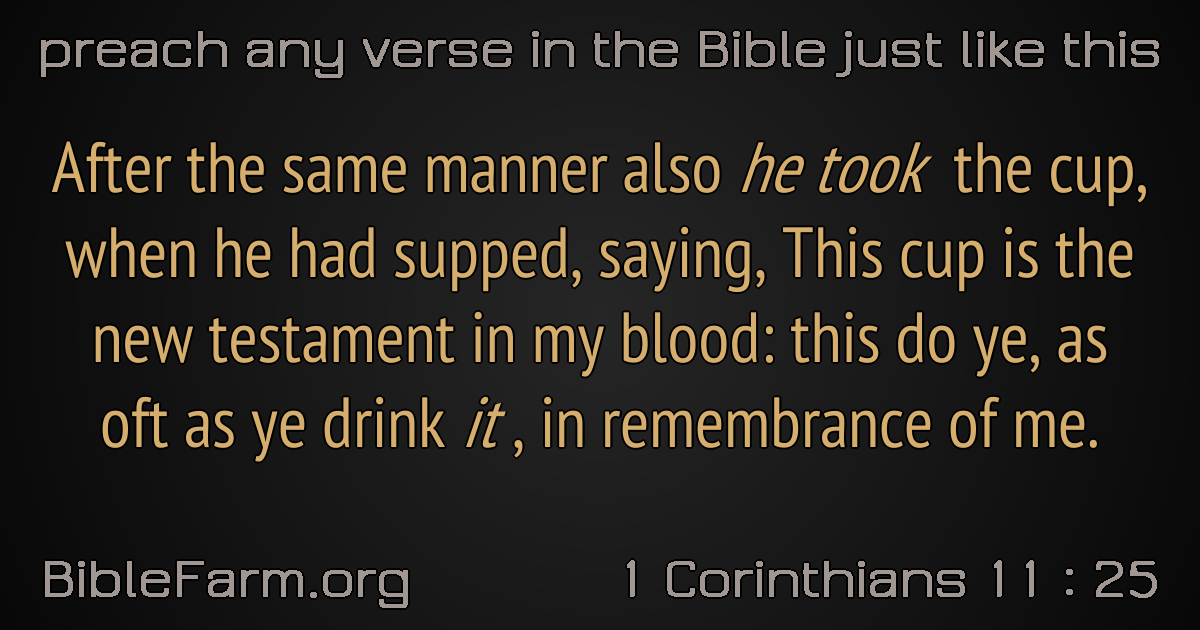 preach any verse in the Bible just like this
After the same manner also he took the cup,
when he had supped, saying, This cup is the
new testament in my blood: this do ye, as
oft as ye drink it , in remembrance of me.
BibleFarm.org
1 Corinthians 11 : 25